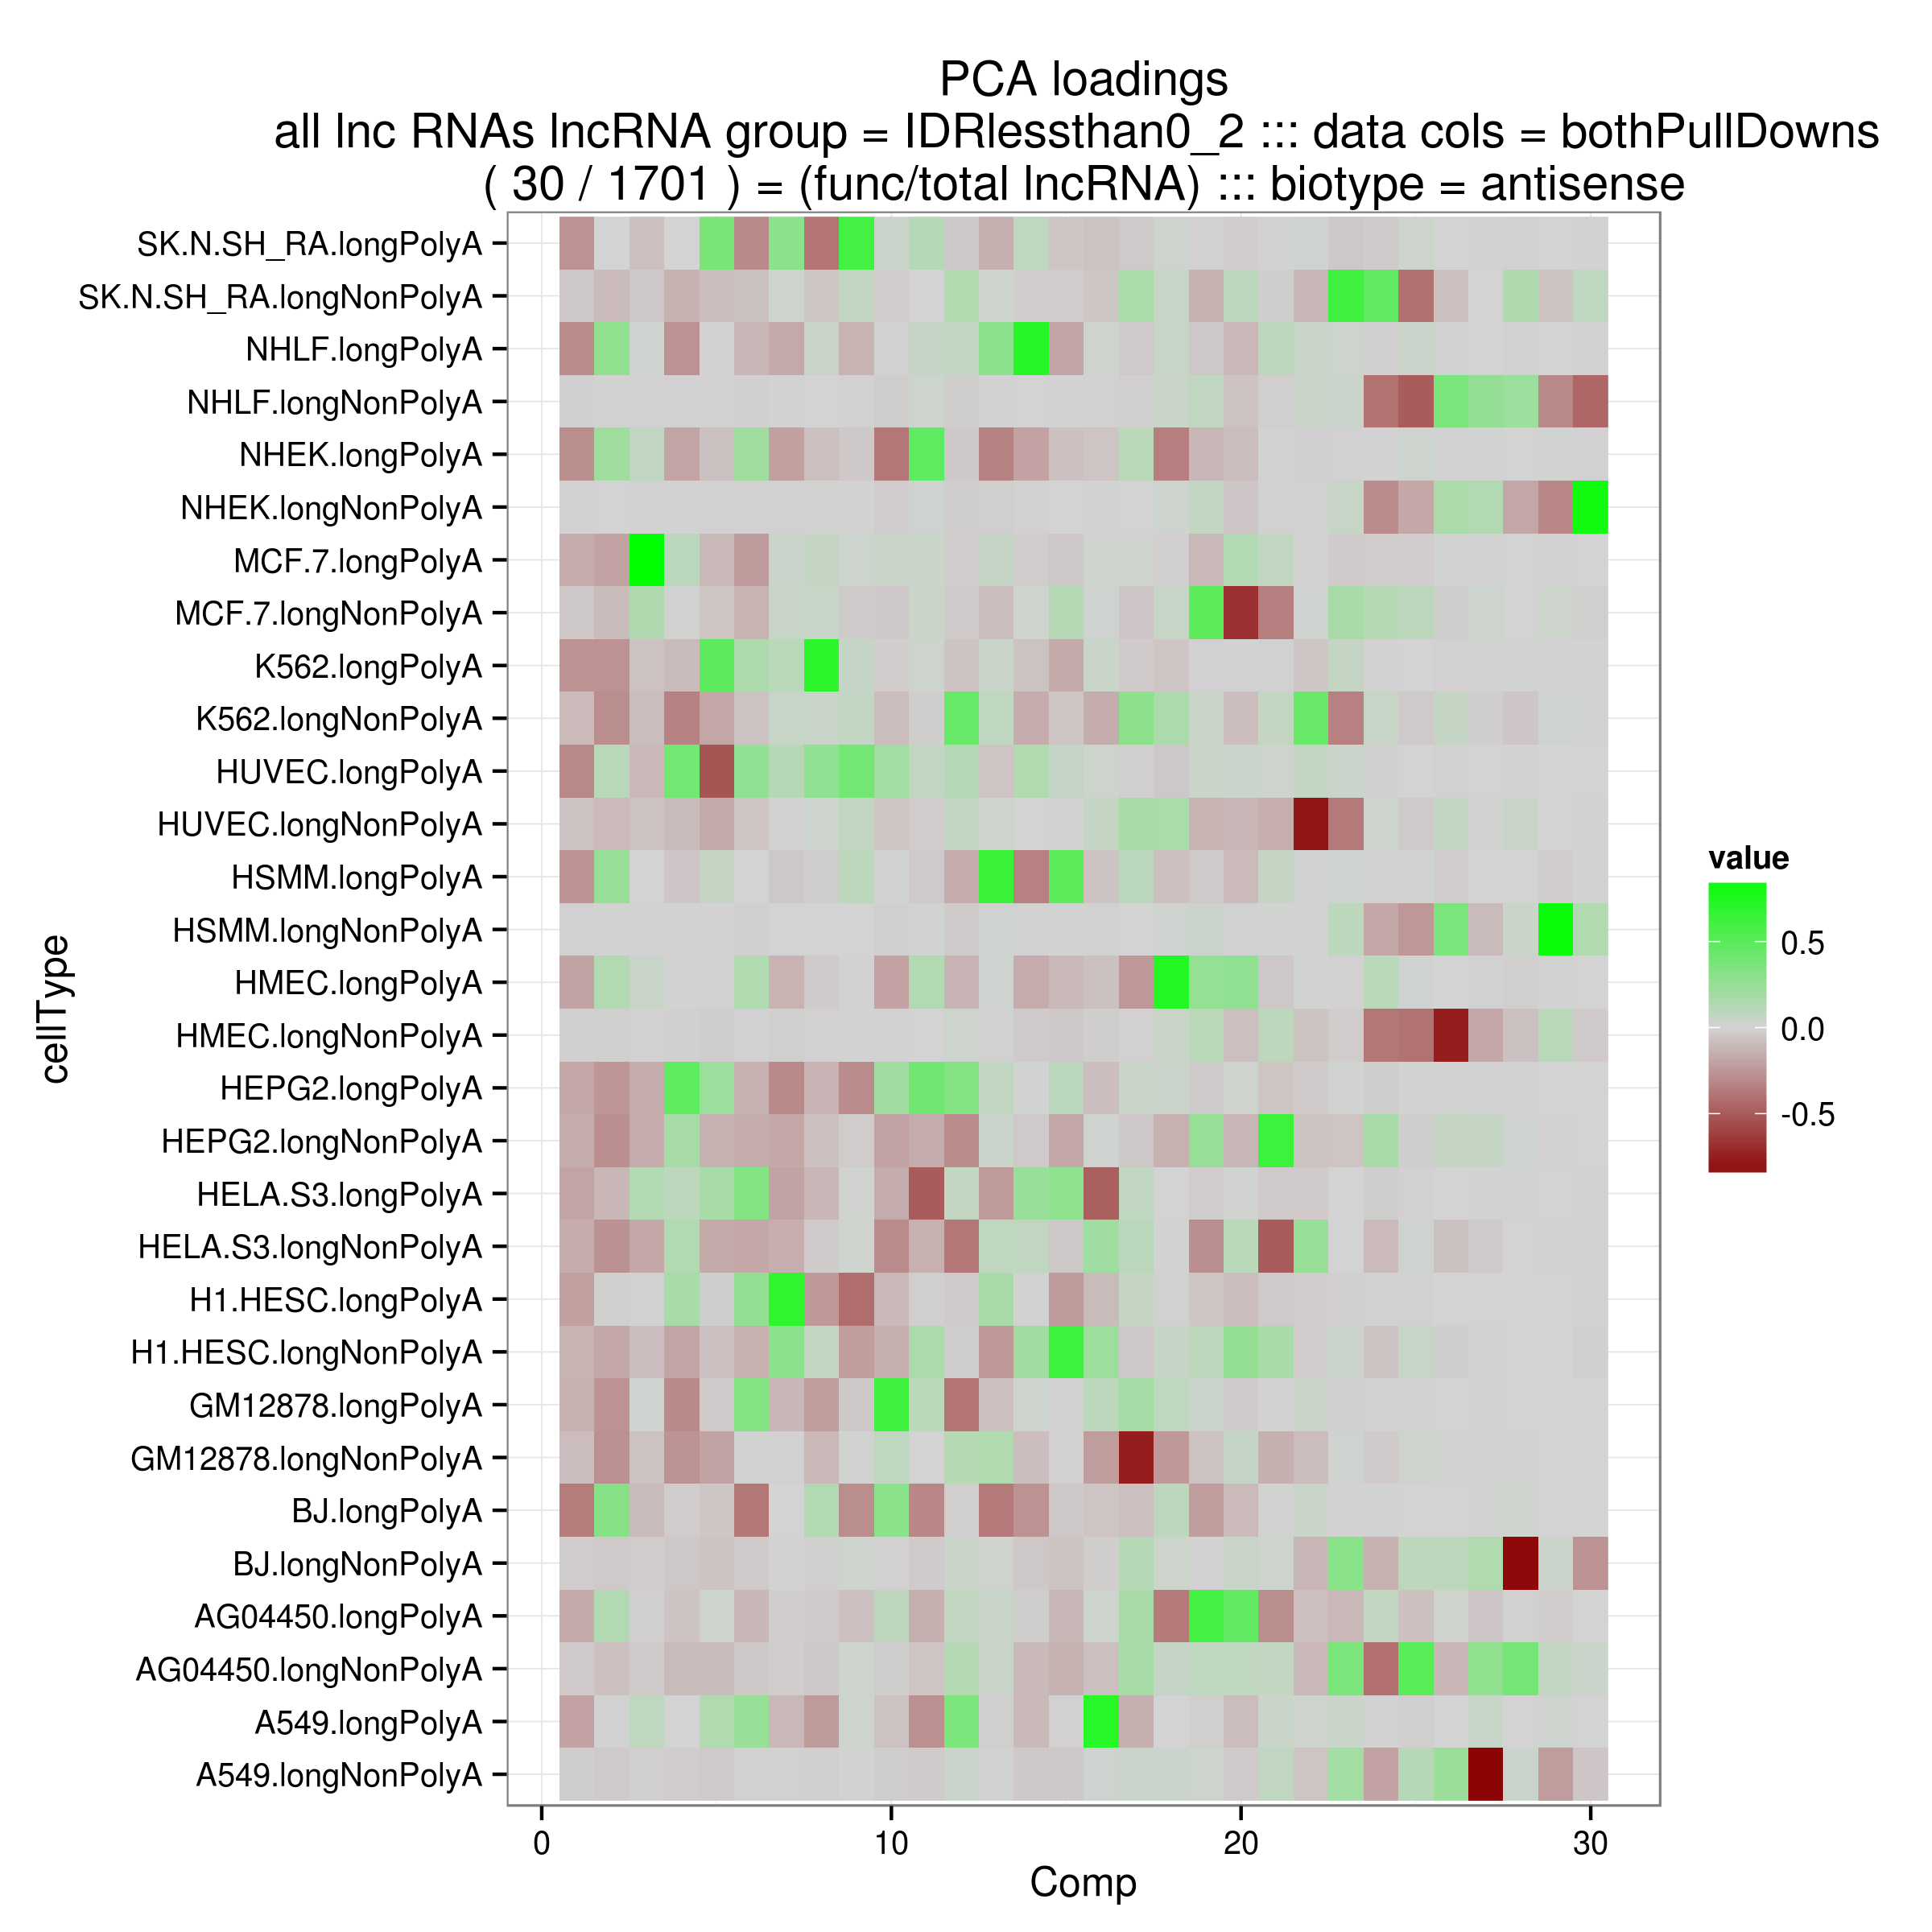 PCA loadings
all lnc RNAs lncRNA group = IDRlessthan0_2 ::: data cols = bothPullDowns
( 30 / 1701 ) = (func/total lncRNA) ::: biotype = antisense
SK.N.SH_RA.longPolyA
SK.N.SH_RA.longNonPolyA
NHLF.longPolyA
NHLF.longNonPolyA
NHEK.longPolyA
NHEK.longNonPolyA
MCF.7.longPolyA
MCF.7.longNonPolyA
K562.longPolyA
K562.longNonPolyA
HUVEC.longPolyA
HUVEC.longNonPolyA
HSMM.longPolyA
HSMM.longNonPolyA
HMEC.longPolyA
HMEC.longNonPolyA
HEPG2.longPolyA
HEPG2.longNonPolyA
HELA.S3.longPolyA
HELA.S3.longNonPolyA
H1.HESC.longPolyA
H1.HESC.longNonPolyA
GM12878.longPolyA
GM12878.longNonPolyA
BJ.longPolyA
BJ.longNonPolyA
AG04450.longPolyA
AG04450.longNonPolyA
A549.longPolyA
A549.longNonPolyA
cellType
0 10 20 30
Comp
value
0.5
0.0
-0.5